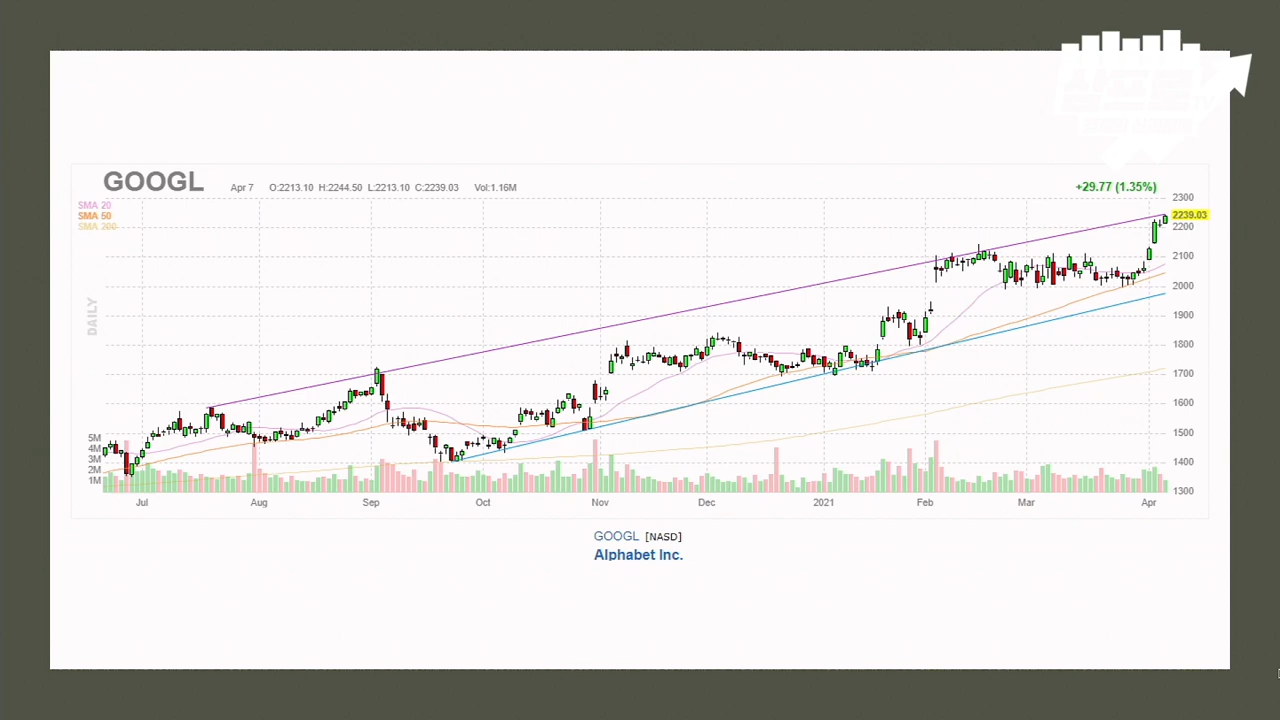 GOOGL Apr 7 O:2213.10 H:2244.50 L:2213.10 C:2239.03 Vol:1.16M +29.77 (1.35%)
SMA 20
SMA 50
SMA 200
DAILY
2300
2239.03
2200
2100
2000
1900
1800
1700
1600
1500
1400
1300
5M
4M
3M
2M
1M
Jul Aug Sep Oct Nov Dec 2021 Feb Mar Apr
GOOGL [NASD]
Alphabet Inc.